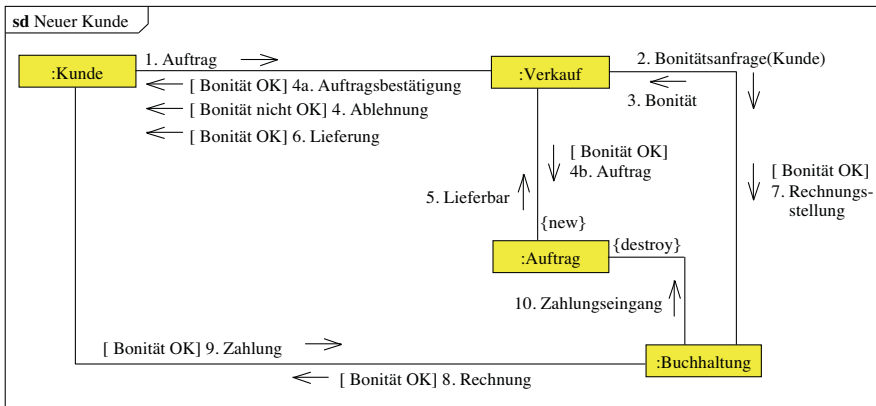 sd Neuer Kunde
1. Auftrag
:Kunde
:Verkauf
2. Bonitätsanfrage(Kunde)
3. Bonität
[ Bonität OK] 4a. Auftragsbestätigung
[ Bonität nicht OK] 4. Ablehnung
[ Bonität OK] 6. Lieferung
[ Bonität OK]
4b. Auftrag
[ Bonität OK]
7. Rechnungs-
stellung
5. Lieferbar
{new}
{destroy}
:Auftrag
10. Zahlungseingang
[ Bonität OK] 9. Zahlung
:Buchhaltung
[ Bonität OK] 8. Rechnung